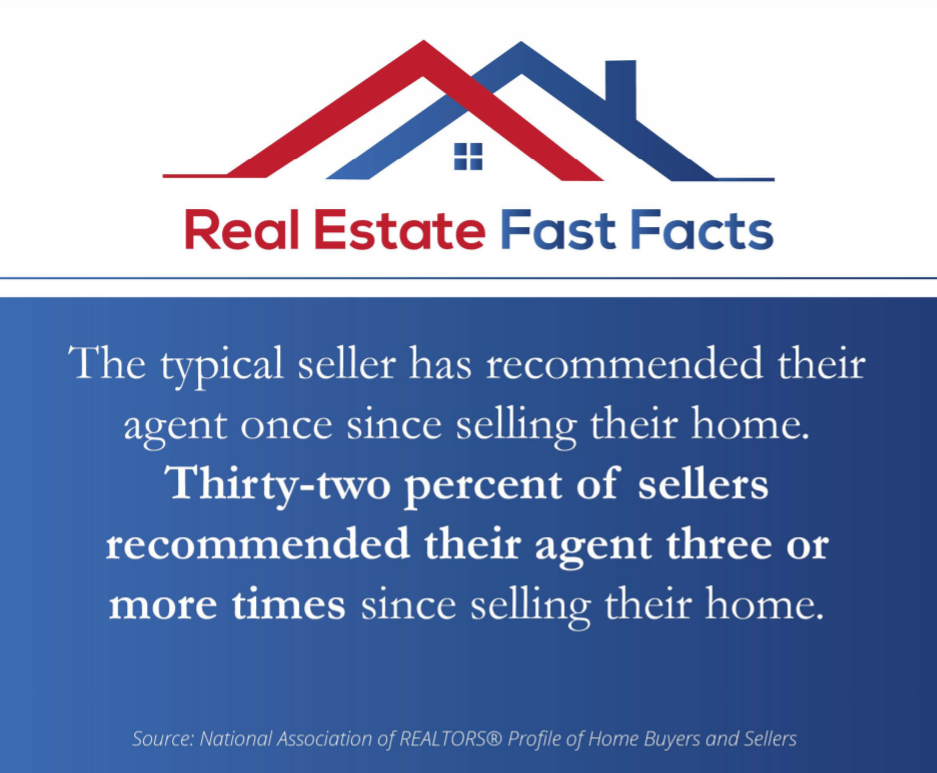 Real Estate Fast Facts
The typical seller has recommended their
agent once since selling their home.
Thirty-two percent of sellers
recommended their agent three or
more times since selling their home.
Source: National Association of REALTORS® Profile of Home Buyers and Sellers